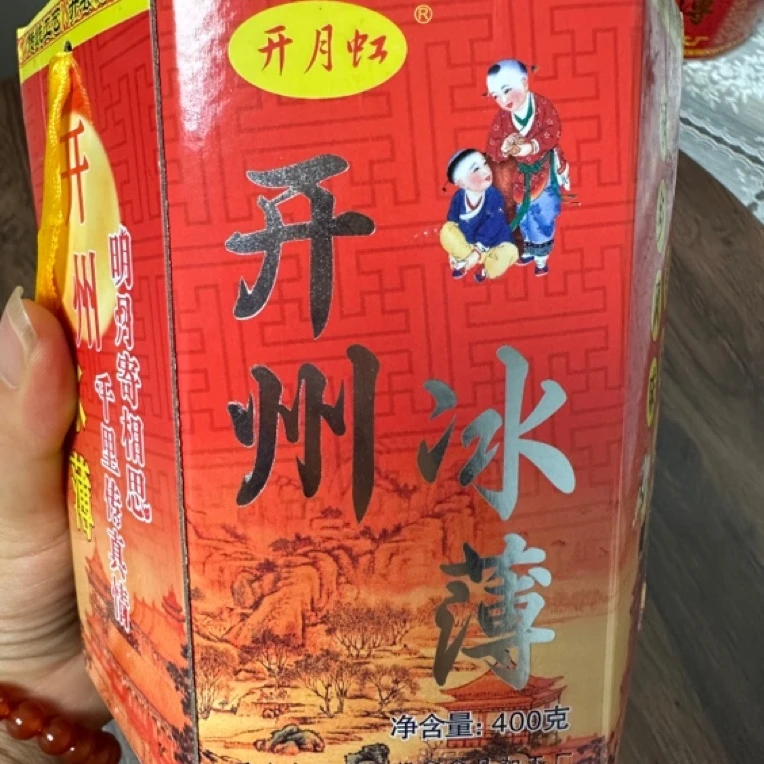 开月虹®
开州
冰薄
净含量: 400克
开州冰薄
明月寄相思
千里传真情